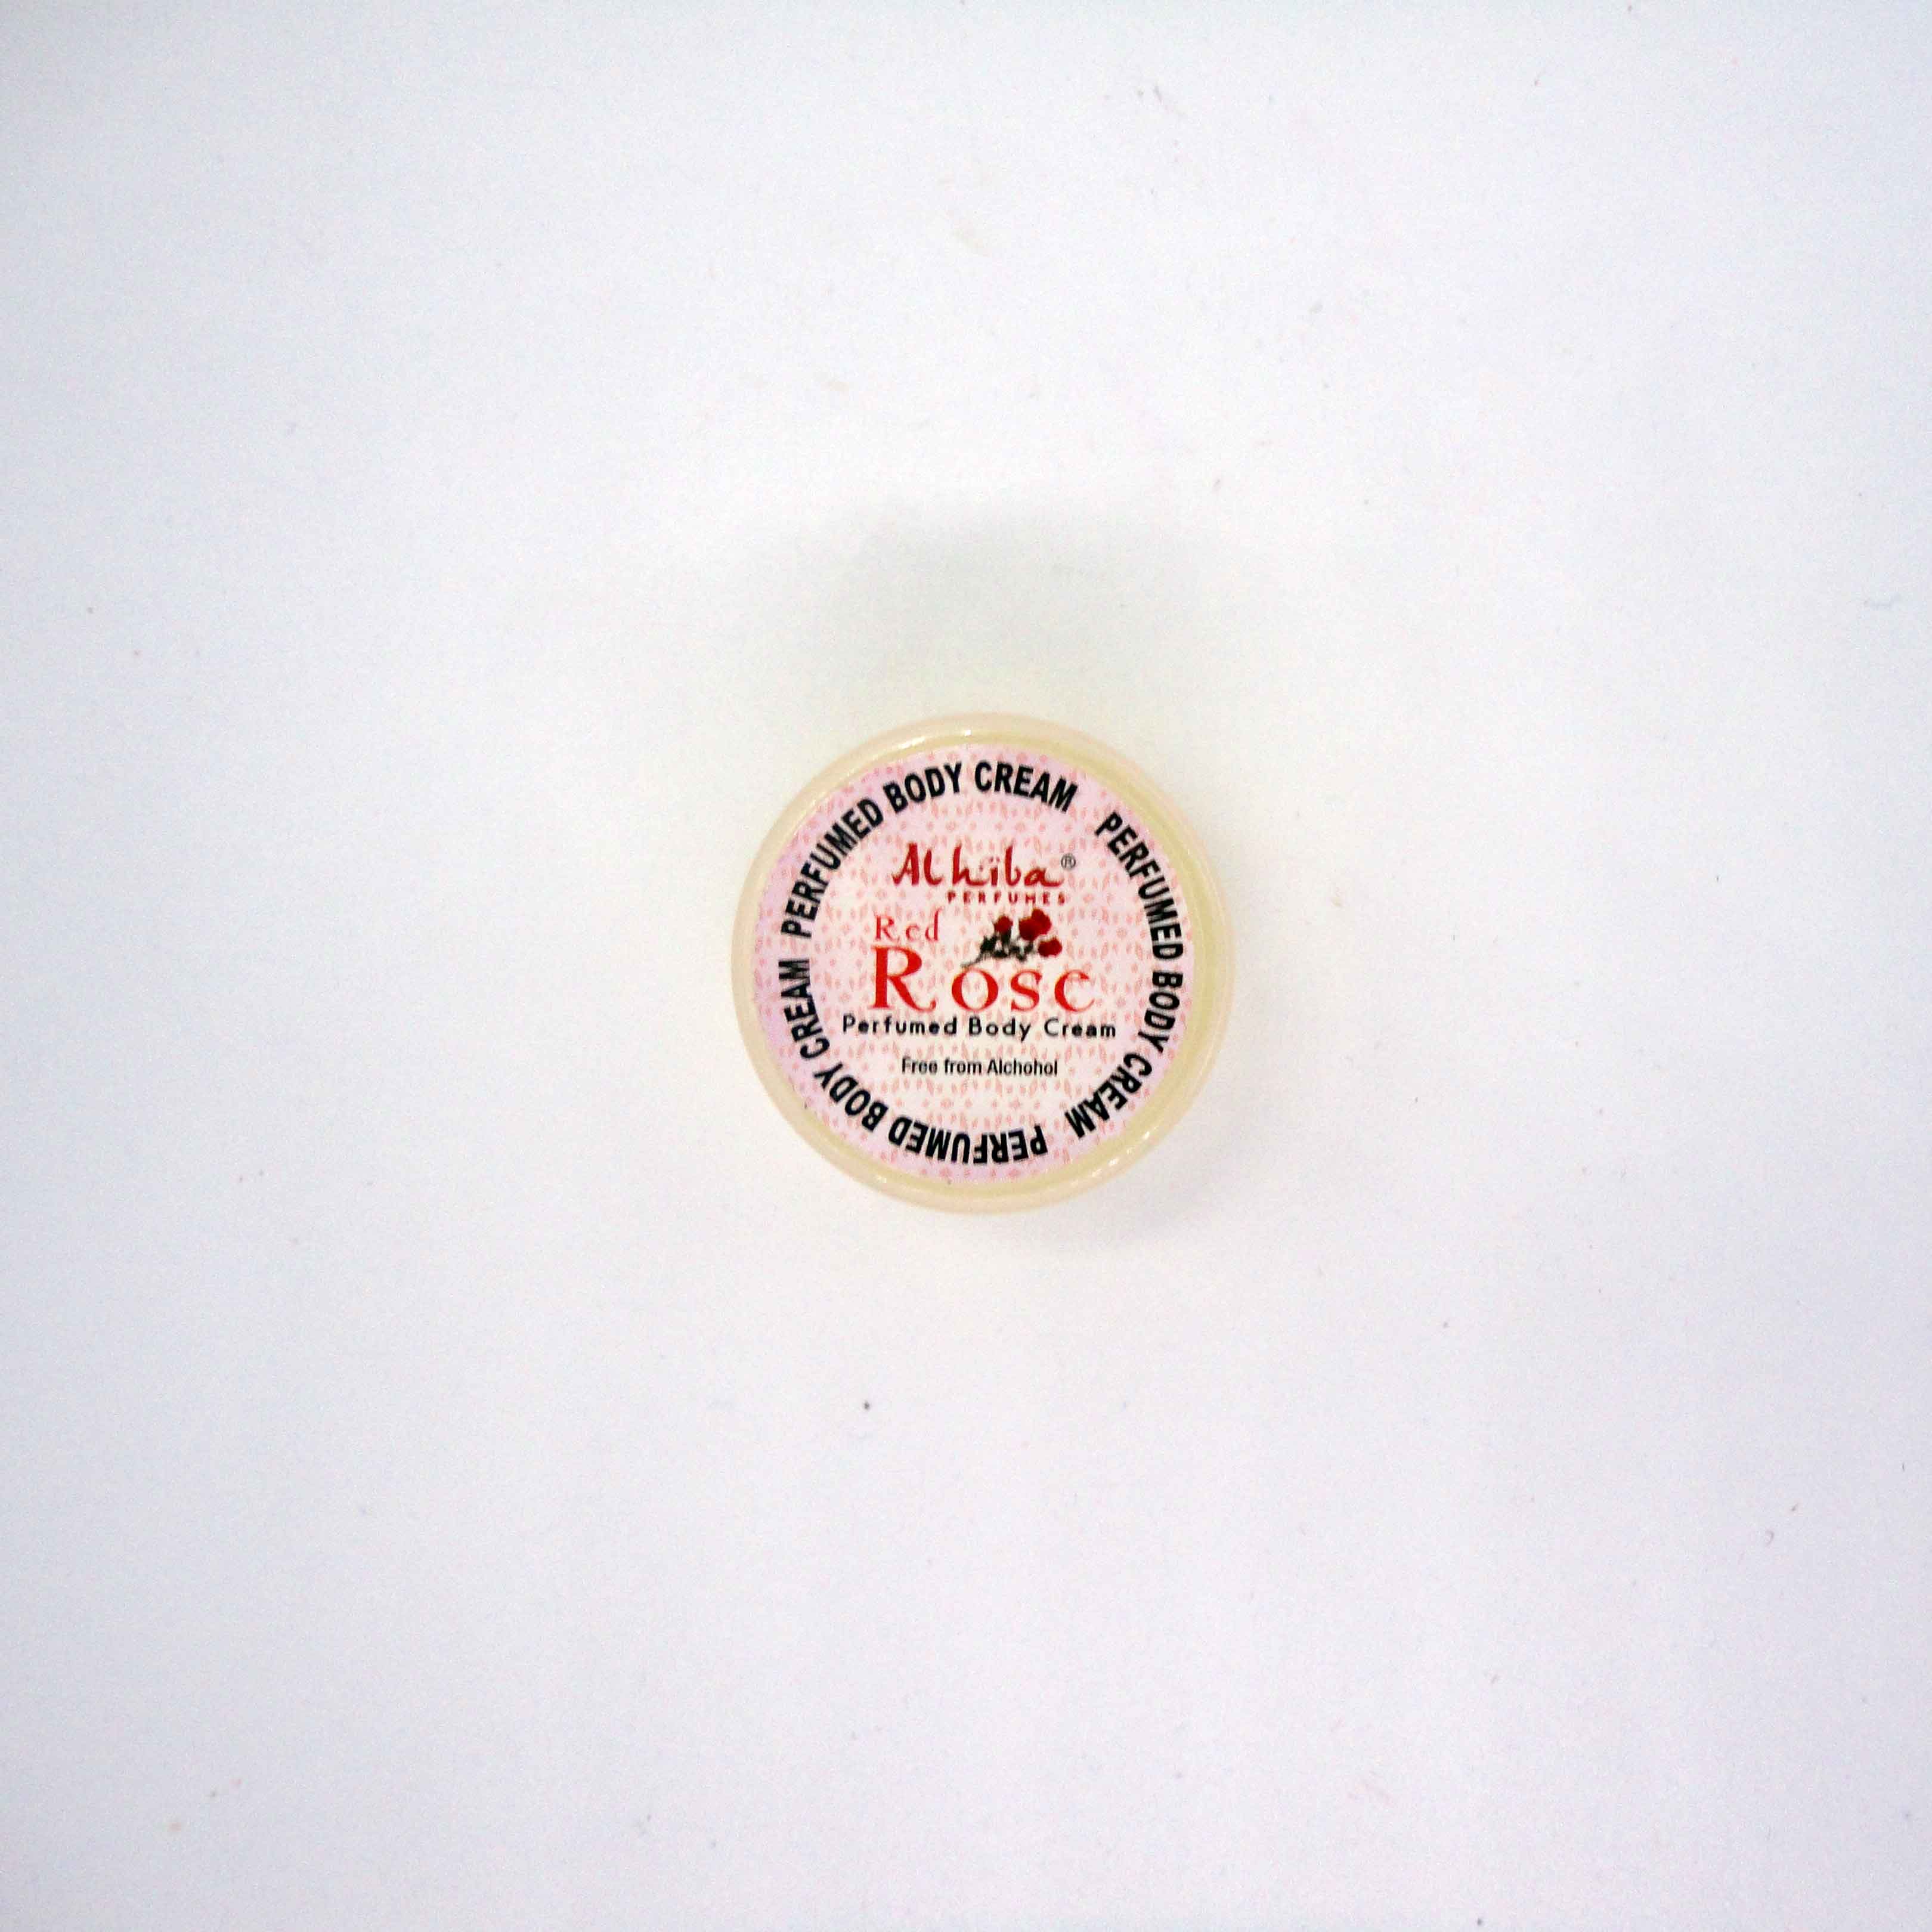 PERFUMED BODY CREAM
PERFUMED BODY CREAM
PERFUMED BODY CREAM
Alhiba®
PERFUMES
Red
Rose
Perfumed Body Cream
Free from Alchohol